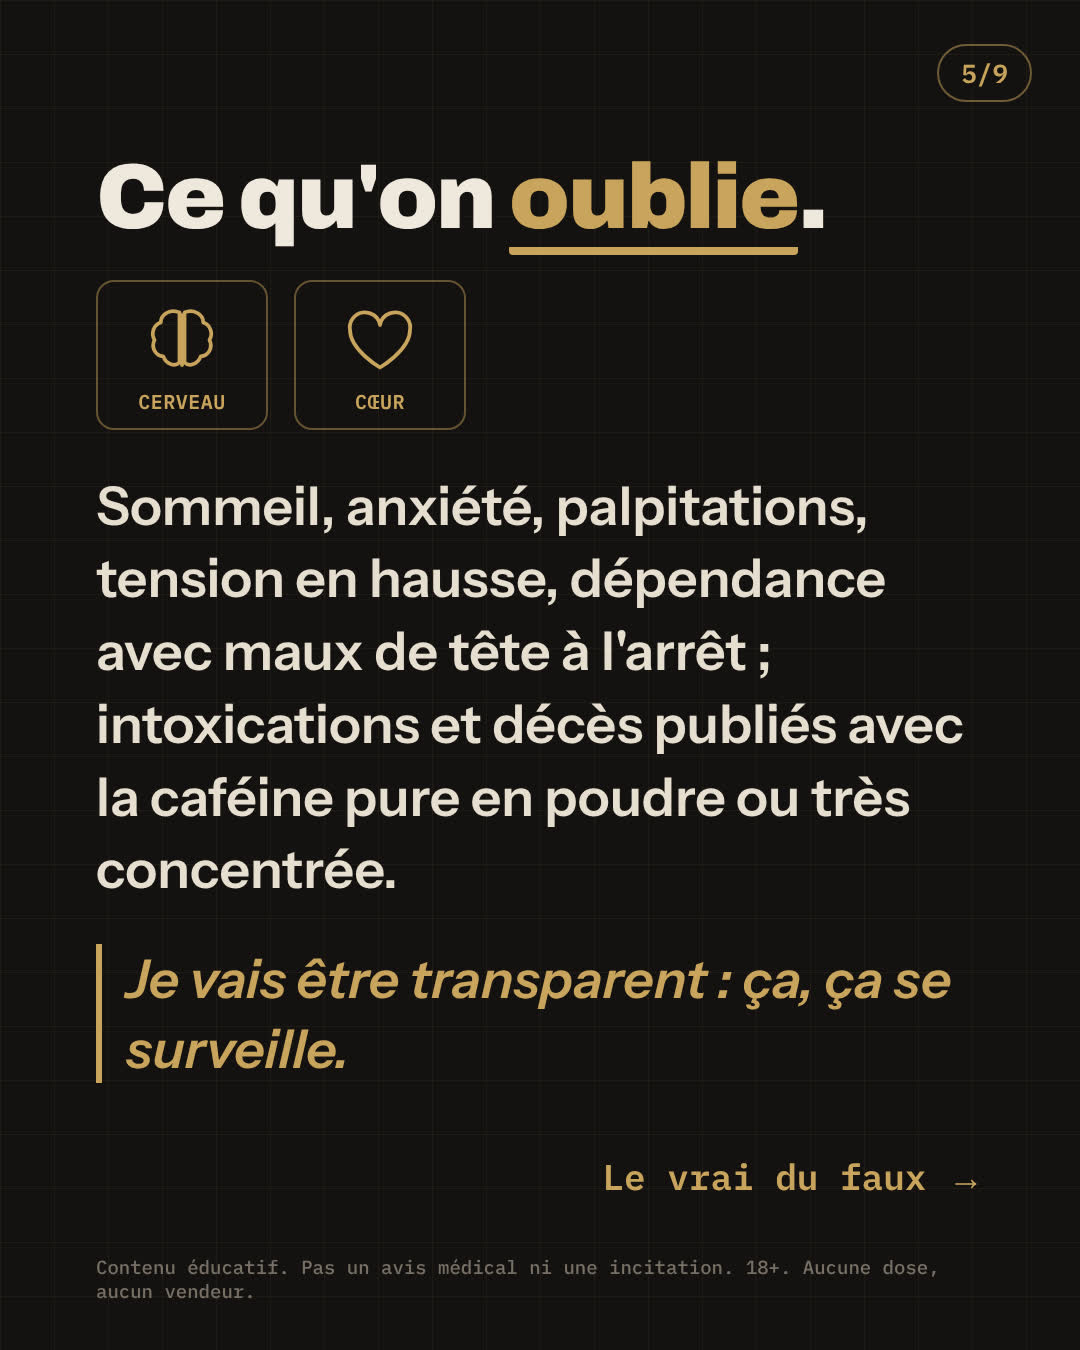 5/9
Ce qu'on oublie.
CERVEAU
CŒUR
Sommeil, anxiété, palpitations,
tension en hausse, dépendance
avec maux de tête à l'arrêt ;
intoxications et décès publiés avec
la caféine pure en poudre ou très
concentrée.
Je vais être transparent : ça, ça se
surveille.
Le vrai du faux →
Contenu éducatif. Pas un avis médical ni une incitation. 18+. Aucune dose,
aucun vendeur.